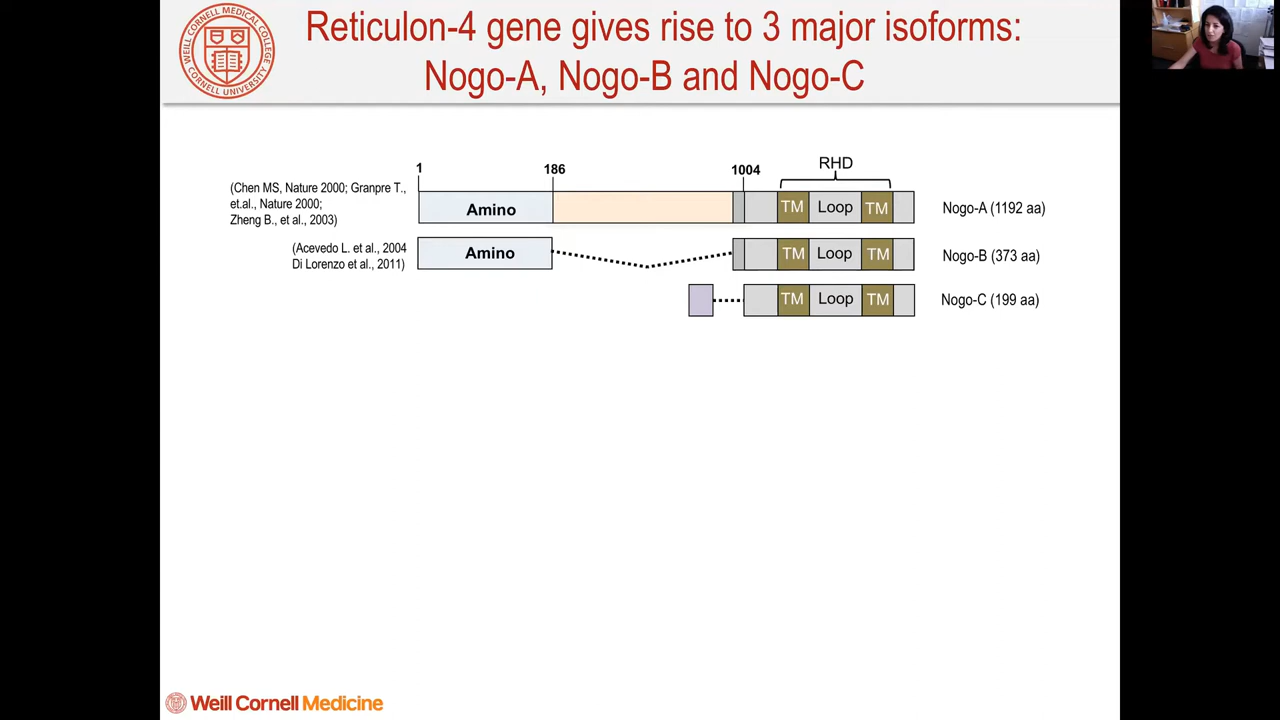 WEILL CORNELL MEDICAL COLLEGE
CORNELL UNIVERSITY
Reticulon-4 gene gives rise to 3 major isoforms:
Nogo-A, Nogo-B and Nogo-C
1
186
1004
RHD
(Chen MS, Nature 2000; Granpre T.,
et.al., Nature 2000;
Zheng B., et al., 2003)
Amino
TM
Loop
TM
Nogo-A (1192 aa)
(Acevedo L. et al., 2004
Di Lorenzo et al., 2011)
Amino
TM
Loop
TM
Nogo-B (373 aa)
TM
Loop
TM
Nogo-C (199 aa)
Weill Cornell Medicine